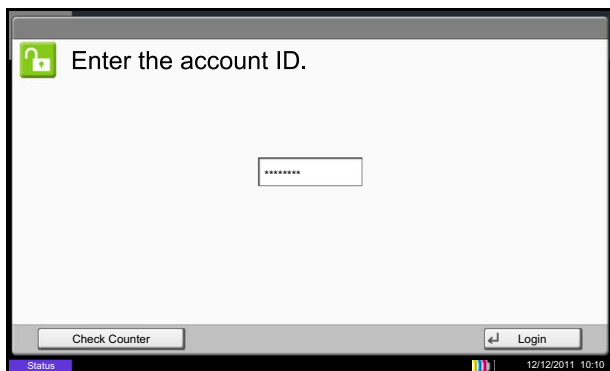 Enter the account ID.
********
Check Counter
Login
Status
12/12/2011 10:10